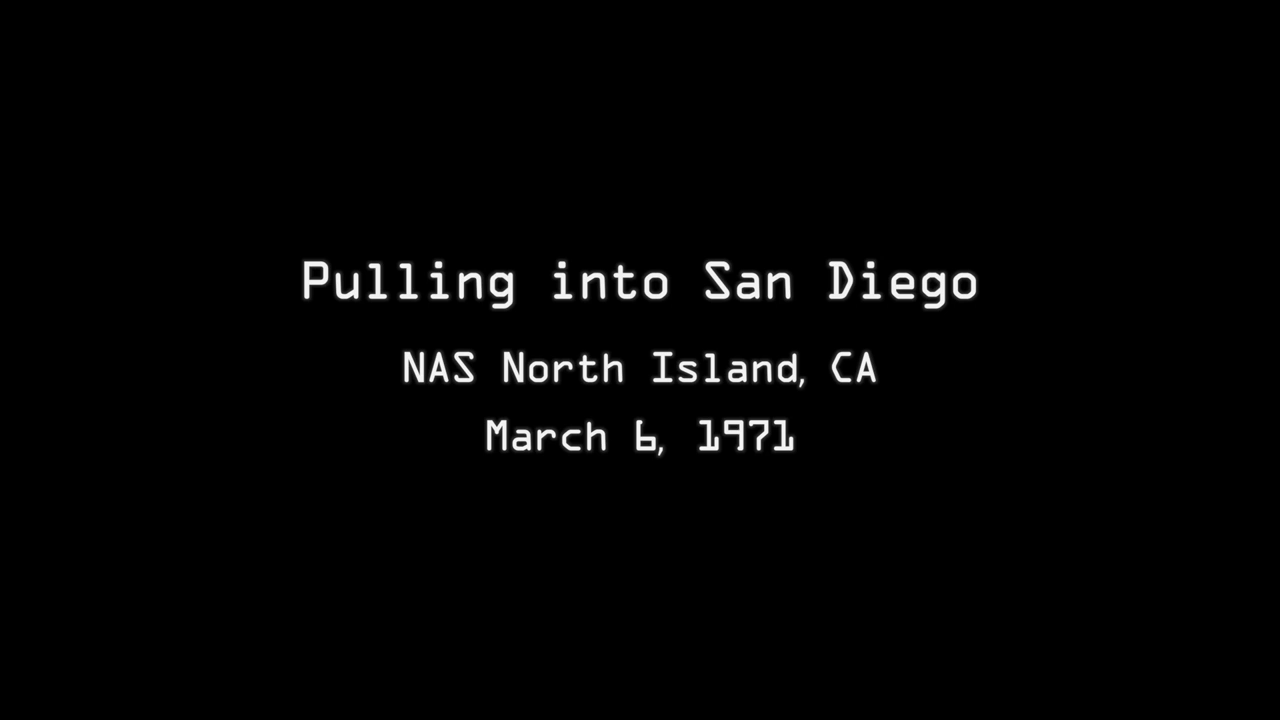 Pulling into San Diego
NAS North Island, CA
March 6, 1971